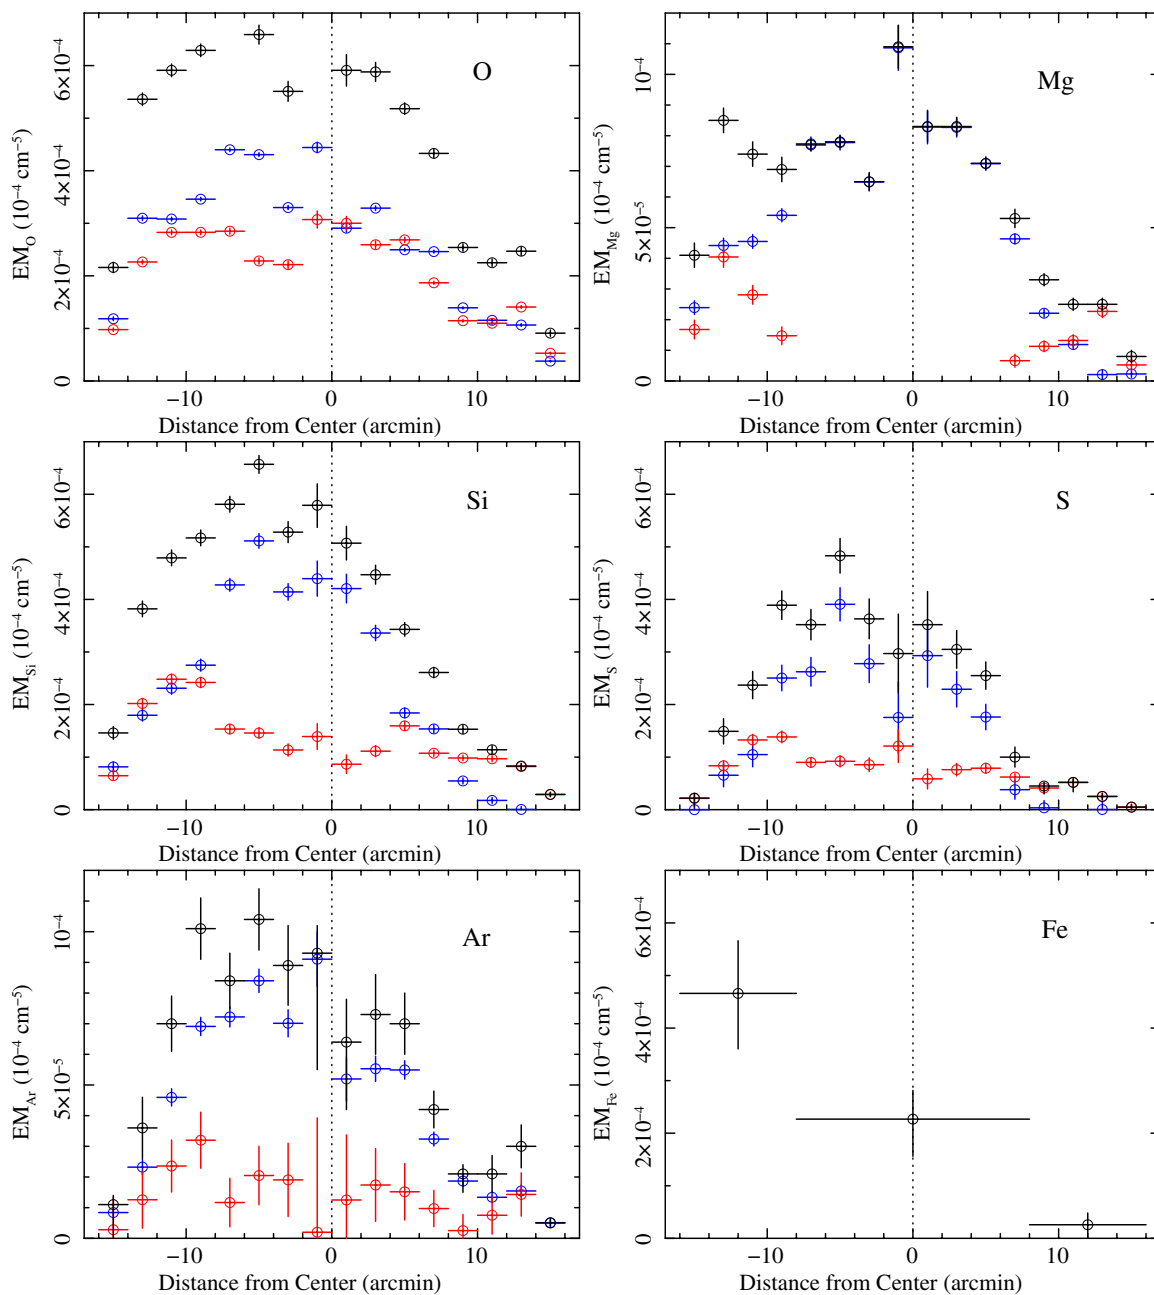 O
EM_O (10⁻⁴ cm⁻⁵)
6×10⁻⁴
4×10⁻⁴
2×10⁻⁴
0
−10 0 10
Distance from Center (arcmin)
Mg
EM_Mg (10⁻⁴ cm⁻⁵)
10⁻⁴
5×10⁻⁵
0
−10 0 10
Distance from Center (arcmin)
Si
EM_Si (10⁻⁴ cm⁻⁵)
6×10⁻⁴
4×10⁻⁴
2×10⁻⁴
0
−10 0 10
Distance from Center (arcmin)
S
EM_S (10⁻⁴ cm⁻⁵)
6×10⁻⁴
4×10⁻⁴
2×10⁻⁴
0
−10 0 10
Distance from Center (arcmin)
Ar
EM_Ar (10⁻⁴ cm⁻⁵)
10⁻⁴
5×10⁻⁵
0
−10 0 10
Distance from Center (arcmin)
Fe
EM_Fe (10⁻⁴ cm⁻⁵)
6×10⁻⁴
4×10⁻⁴
2×10⁻⁴
0
−10 0 10
Distance from Center (arcmin)